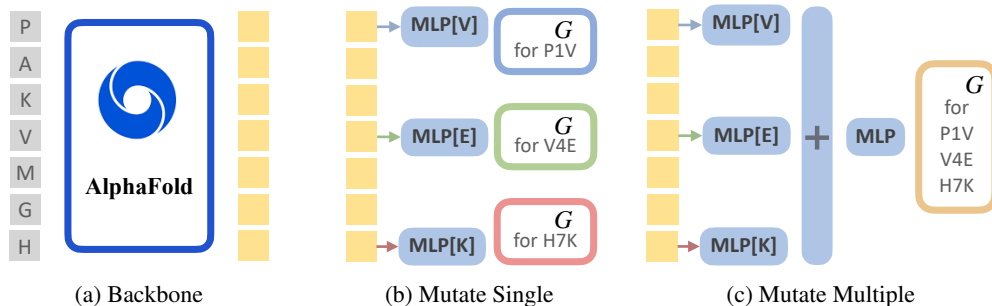 P
A
K
V
M
G
H
AlphaFold
(a) Backbone
MLP[V]
G
for P1V
MLP[E]
G
for V4E
MLP[K]
G
for H7K
(b) Mutate Single
MLP[V]
MLP[E]
MLP[K]
+
MLP
G
for
P1V
V4E
H7K
(c) Mutate Multiple